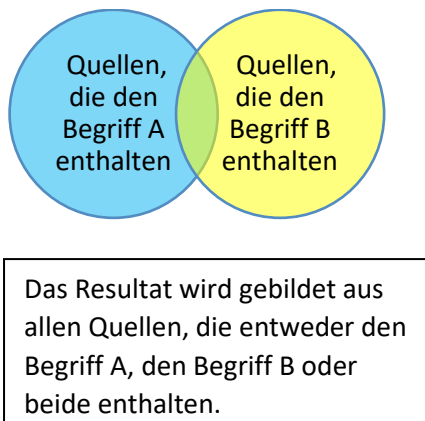 Quellen,
die den
Begriff A
enthalten
Quellen,
die den
Begriff B
enthalten
Das Resultat wird gebildet aus
allen Quellen, die entweder den
Begriff A, den Begriff B oder
beide enthalten.